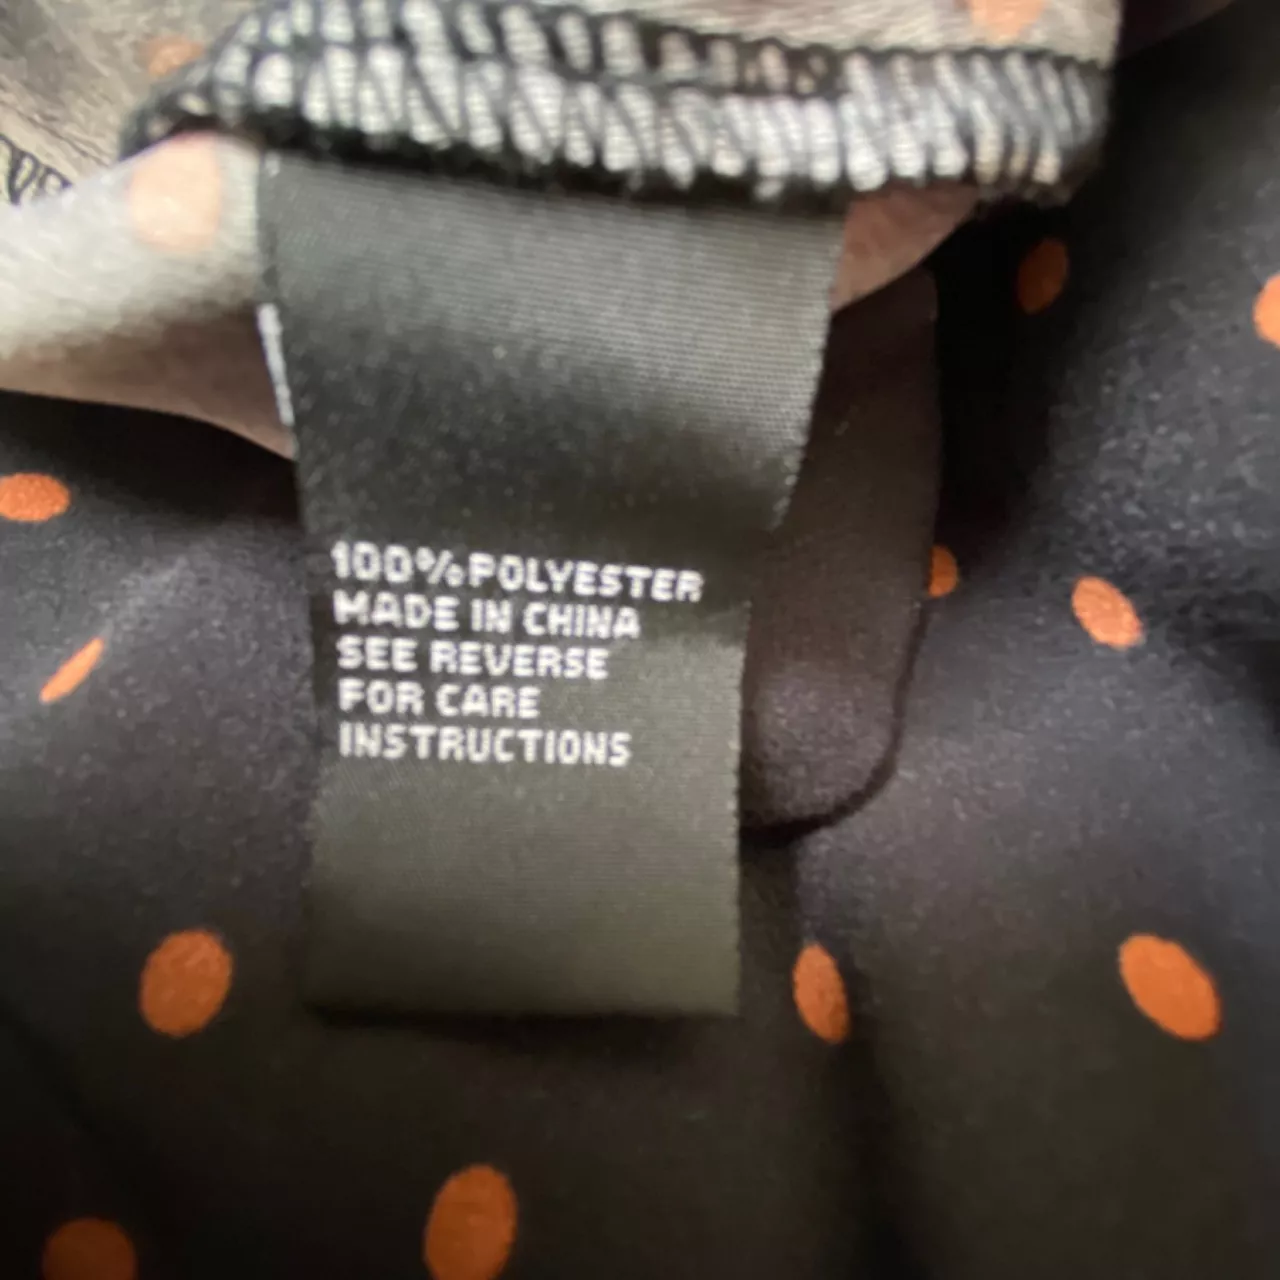 100%POLYESTER
MADE IN CHINA
SEE REVERSE
FOR CARE
INSTRUCTIONS